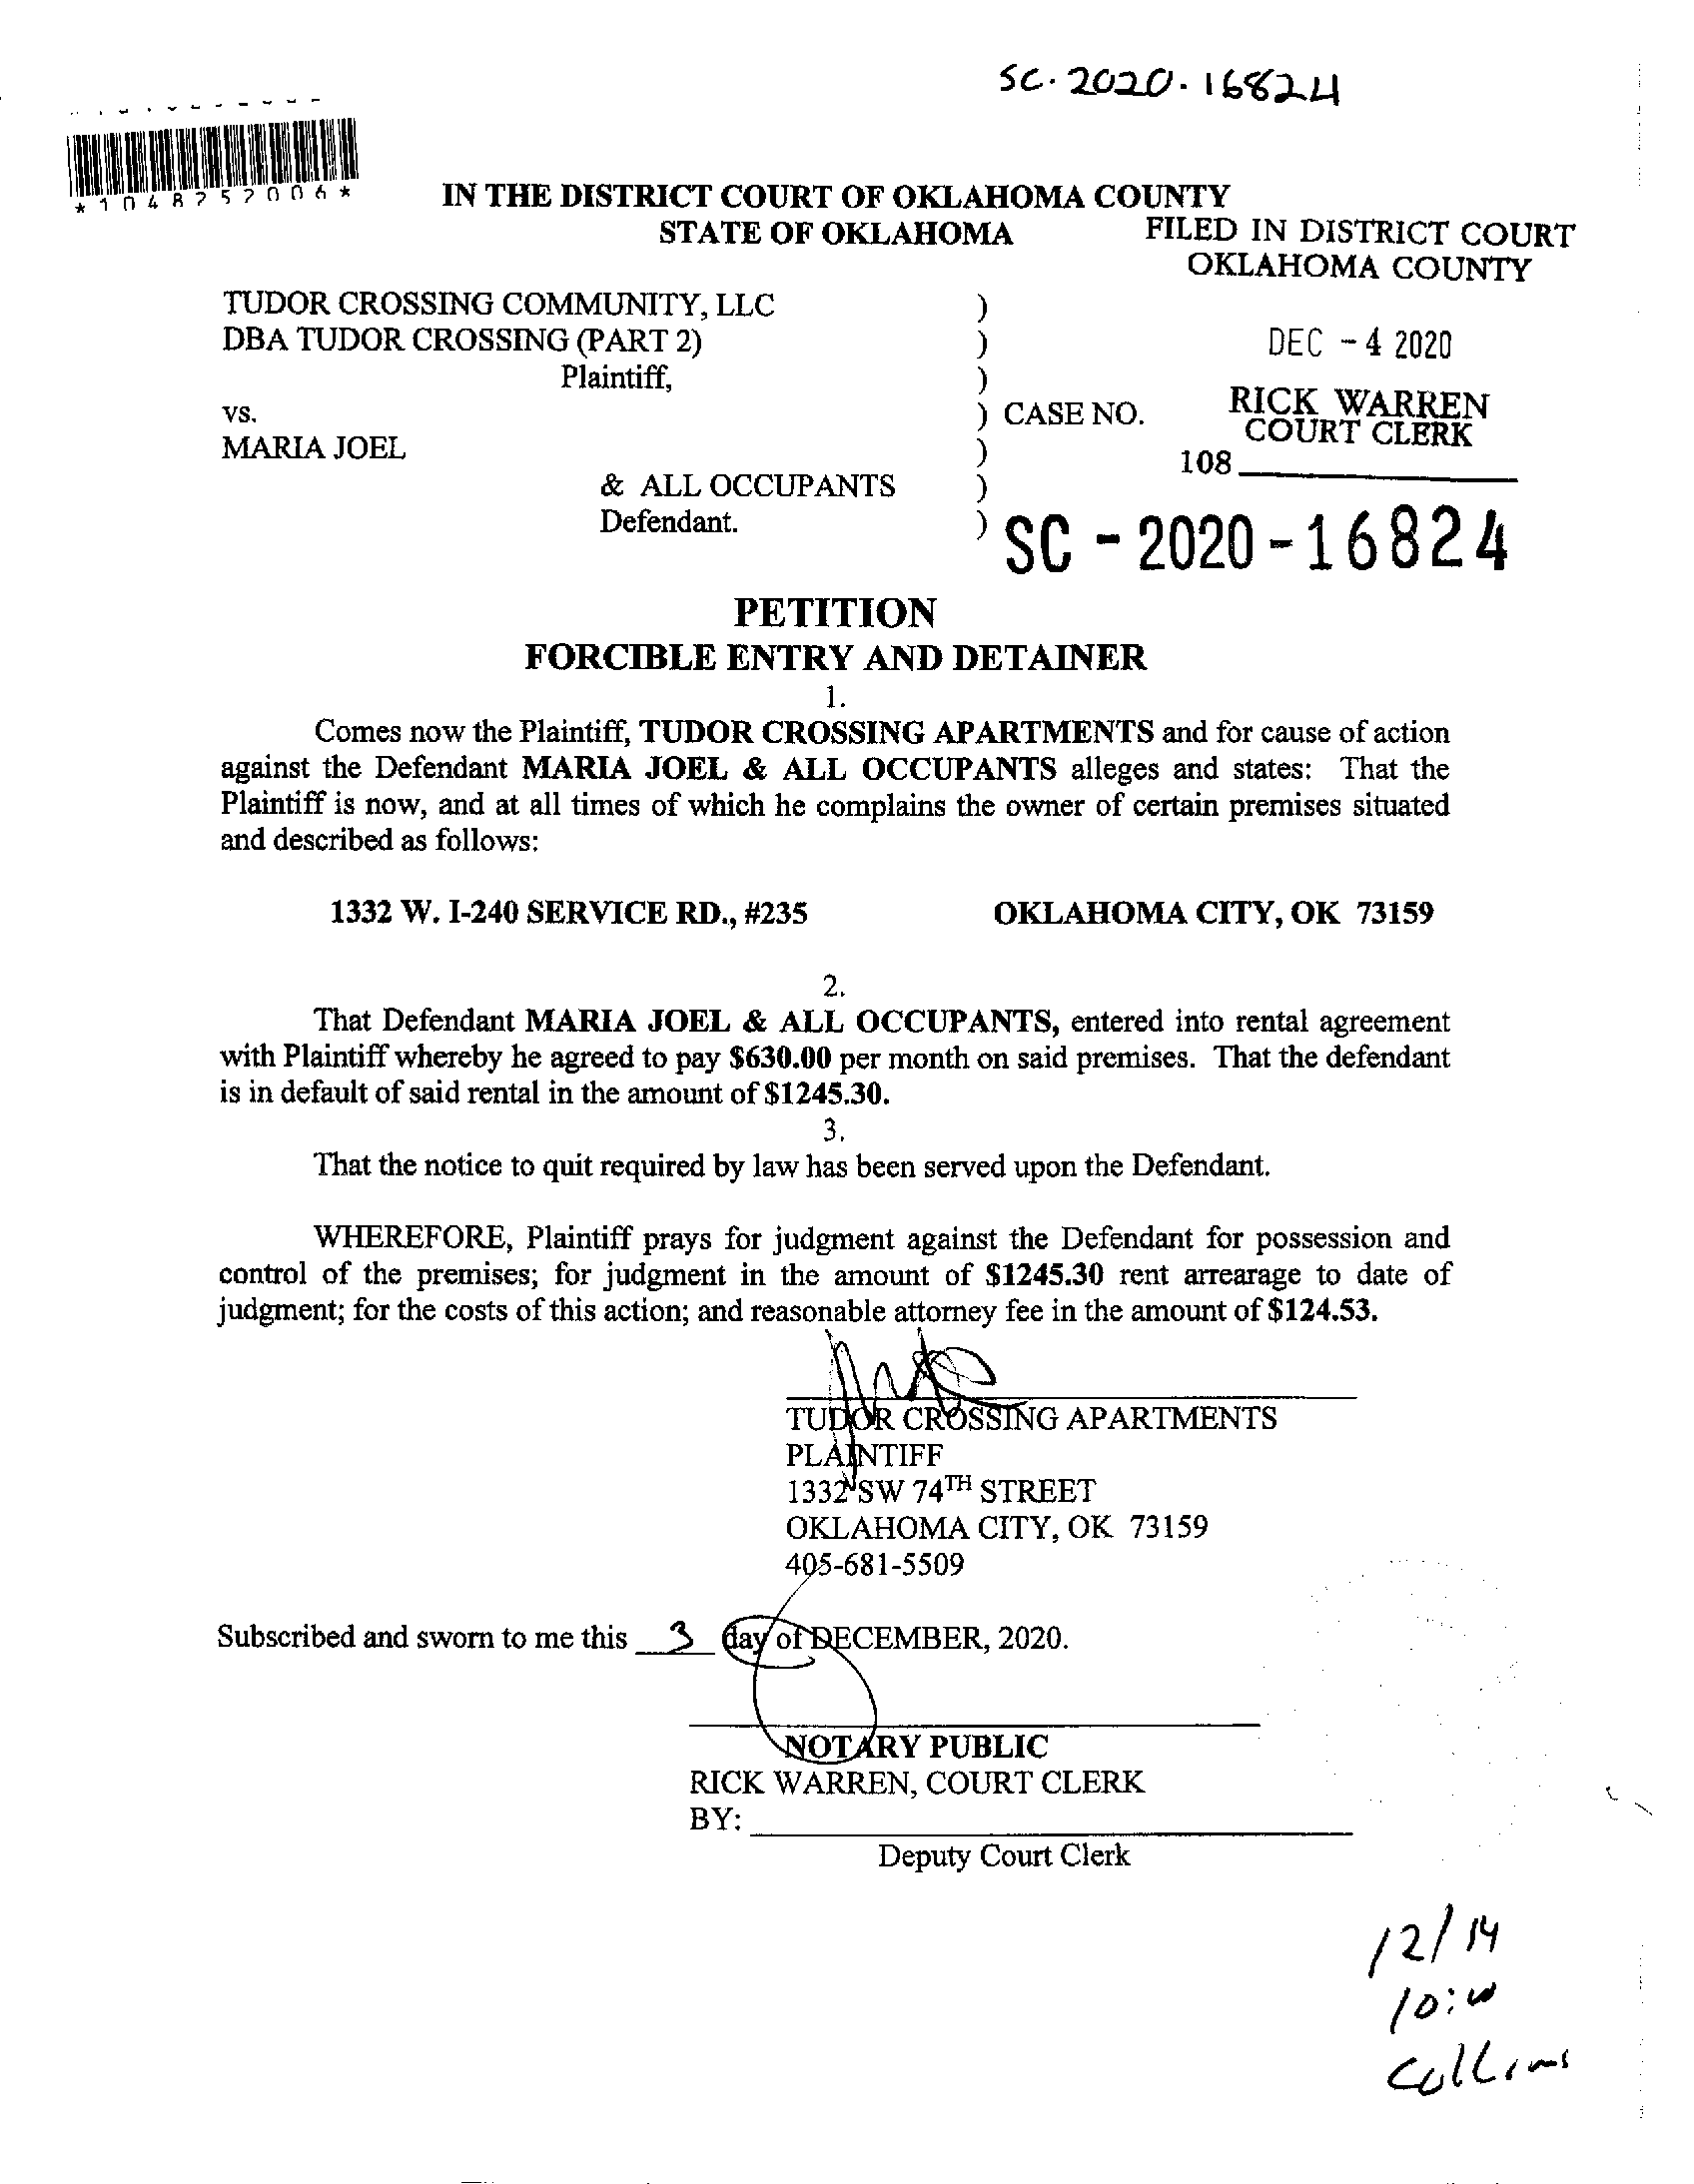 SC-2020-16824
*1048252006*
IN THE DISTRICT COURT OF OKLAHOMA COUNTY
STATE OF OKLAHOMA
FILED IN DISTRICT COURT
OKLAHOMA COUNTY
TUDOR CROSSING COMMUNITY, LLC )
DBA TUDOR CROSSING (PART 2) )
DEC -4 2020
Plaintiff, )
vs. ) CASE NO.
RICK WARREN
COURT CLERK
MARIA JOEL )
108
& ALL OCCUPANTS )
Defendant. )
SC - 2020 - 16824
PETITION
FORCIBLE ENTRY AND DETAINER
1.
Comes now the Plaintiff, TUDOR CROSSING APARTMENTS and for cause of action
against the Defendant MARIA JOEL & ALL OCCUPANTS alleges and states: That the
Plaintiff is now, and at all times of which he complains the owner of certain premises situated
and described as follows:
1332 W. I-240 SERVICE RD., #235 OKLAHOMA CITY, OK 73159
2.
That Defendant MARIA JOEL & ALL OCCUPANTS, entered into rental agreement
with Plaintiff whereby he agreed to pay $630.00 per month on said premises. That the defendant
is in default of said rental in the amount of $1245.30.
3.
That the notice to quit required by law has been served upon the Defendant.
WHEREFORE, Plaintiff prays for judgment against the Defendant for possession and
control of the premises; for judgment in the amount of $1245.30 rent arrearage to date of
judgment; for the costs of this action; and reasonable attorney fee in the amount of $124.53.
TUDOR CROSSING APARTMENTS
PLAINTIFF
1332 SW 74TH STREET
OKLAHOMA CITY, OK 73159
405-681-5509
Subscribed and sworn to me this 3 day of DECEMBER, 2020.
NOTARY PUBLIC
RICK WARREN, COURT CLERK
BY:
Deputy Court Clerk
12/14
10:00
Collins